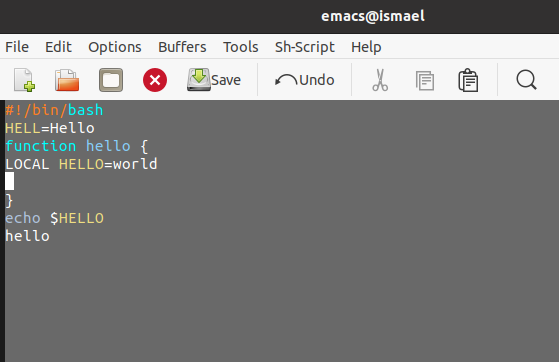 emacs@ismael
File Edit Options Buffers Tools Sh-Script Help
Save Undo
#!/bin/bash
HELL=Hello
function hello {
LOCAL HELLO=world
}
echo $HELLO
hello